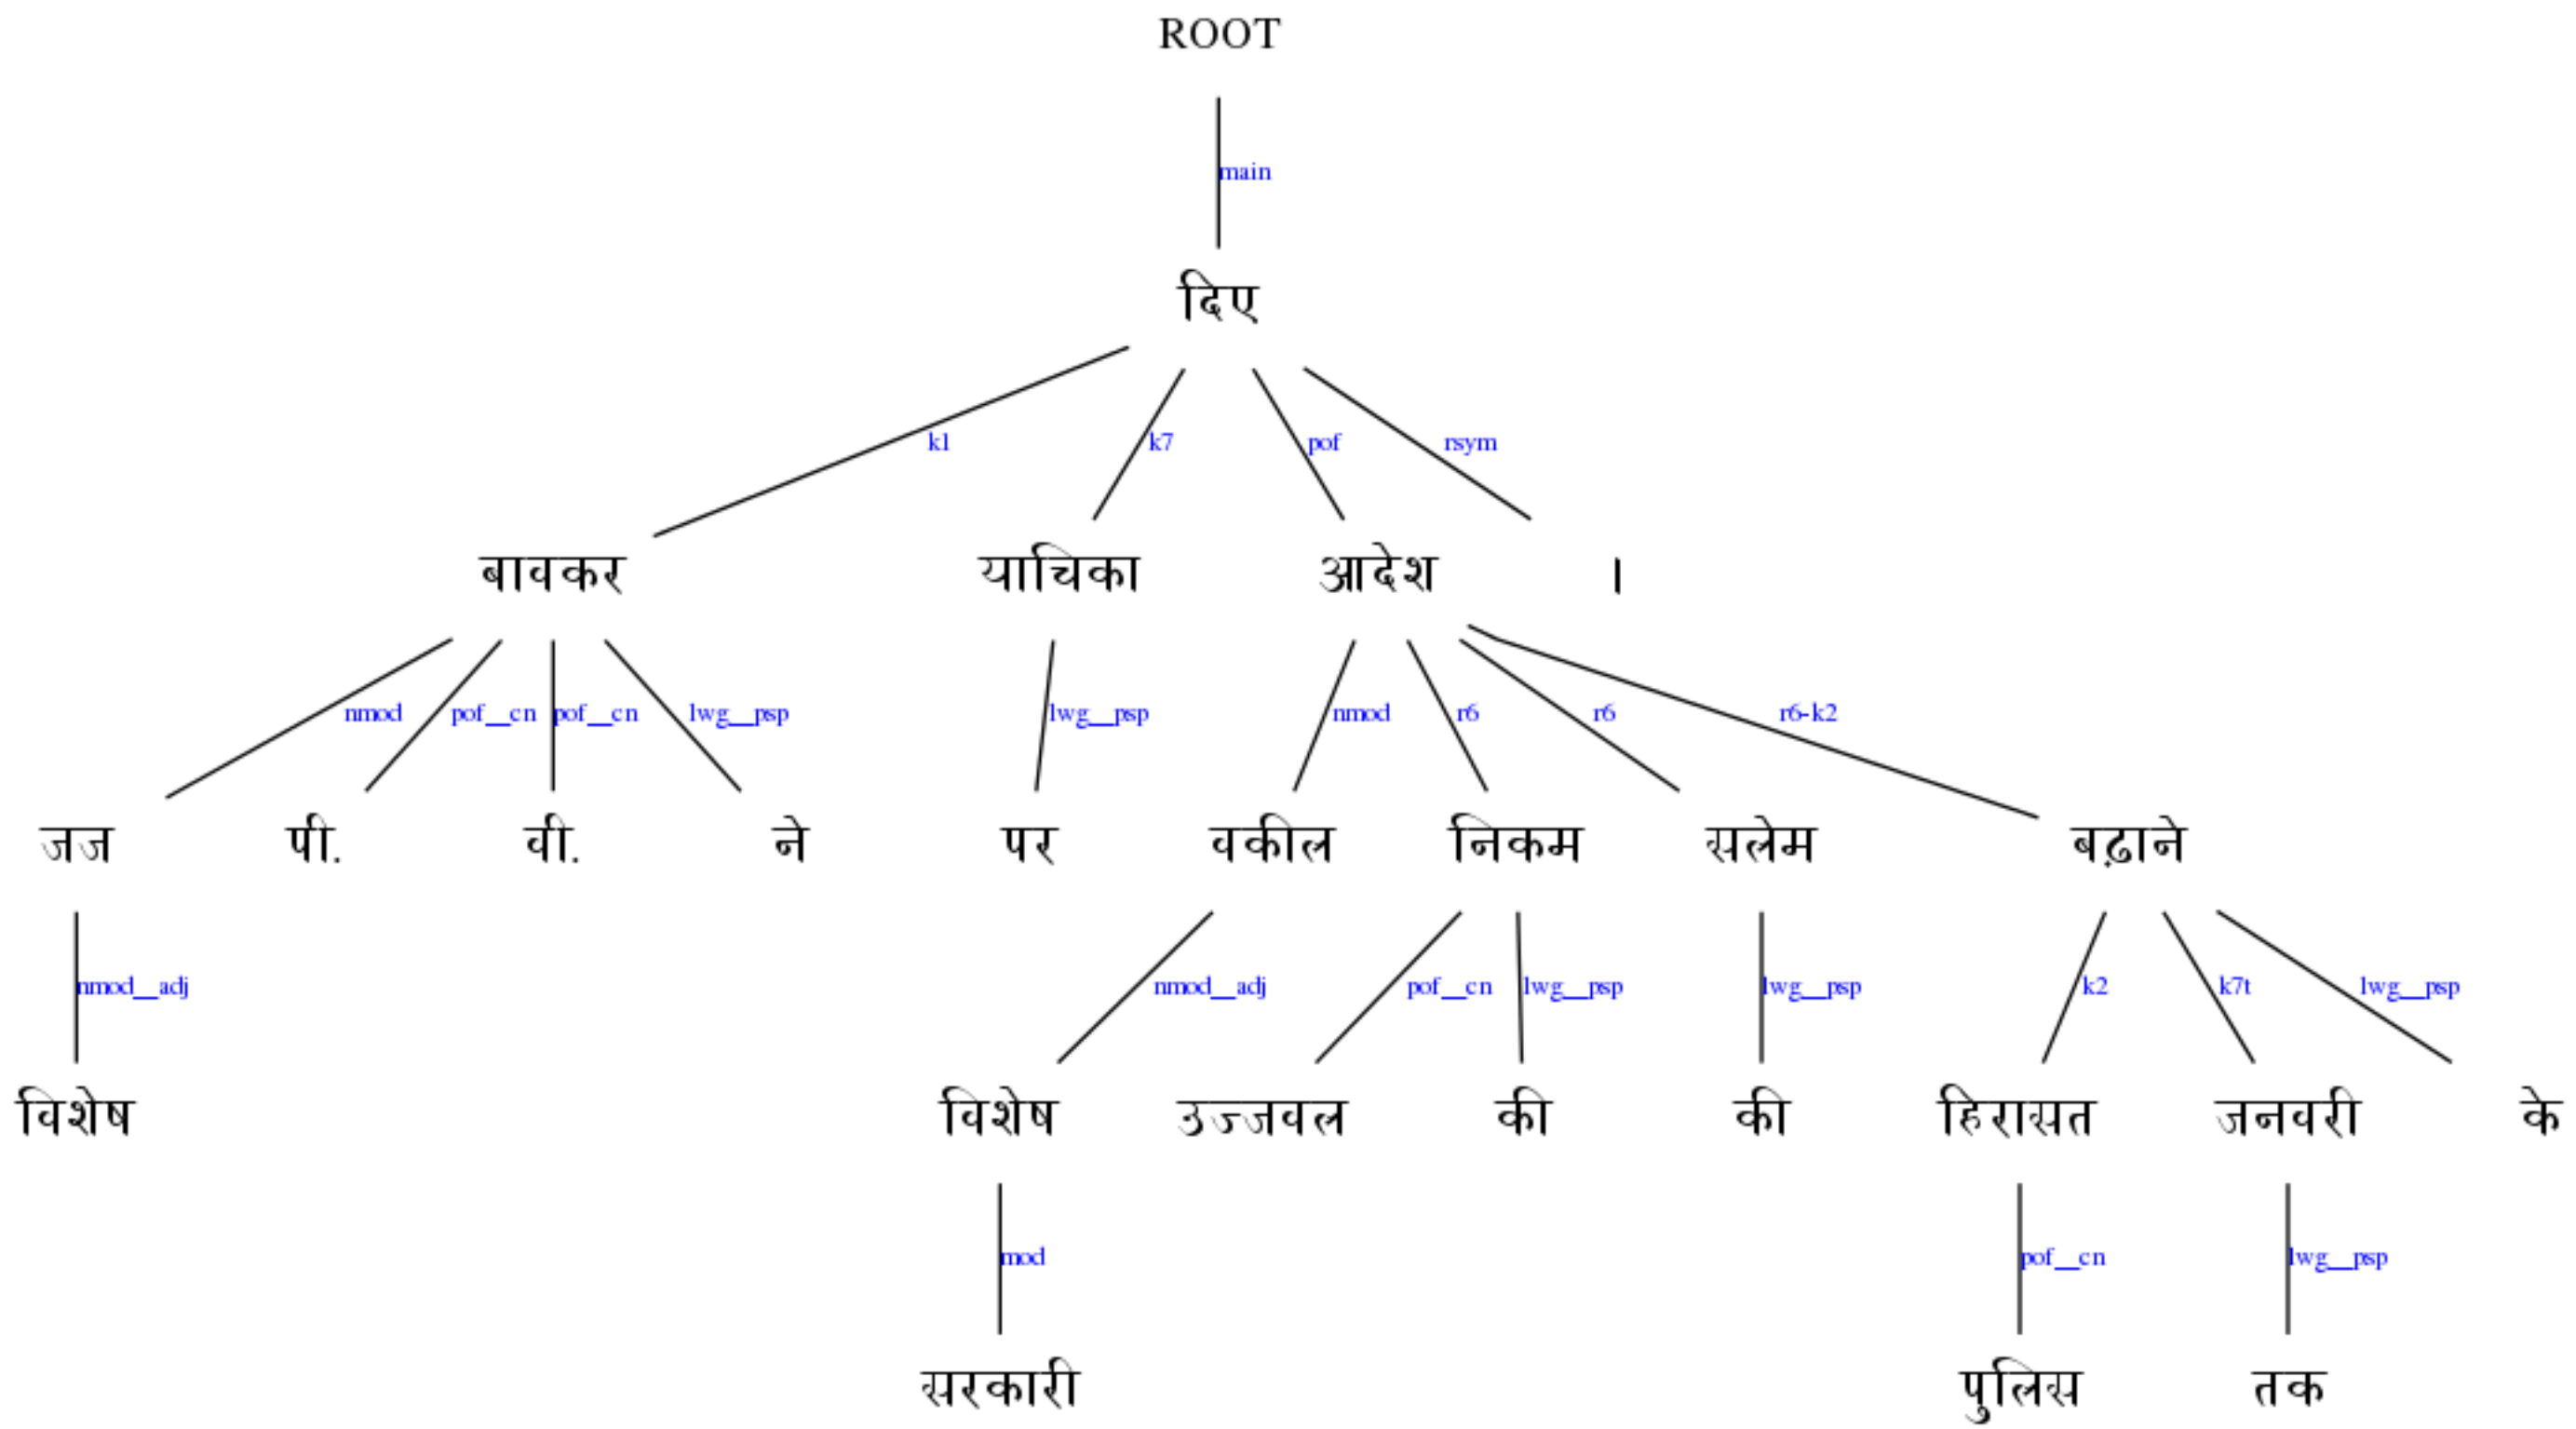 ROOT
main
दिए
k1 k7 pof rsym
बावकर याचिका आदेश ।
nmod pof__cn pof__cn lwg__psp lwg__psp nmod r6 r6 r6-k2
जज पी. वी. ने पर वकील निकम सलेम बढ़ाने
nmod__adj nmod__adj pof__cn lwg__psp lwg__psp k2 k7t lwg__psp
विशेष विशेष उज्जवल की की हिरासत जनवरी के
mod pof__cn lwg__psp
सरकारी पुलिस तक